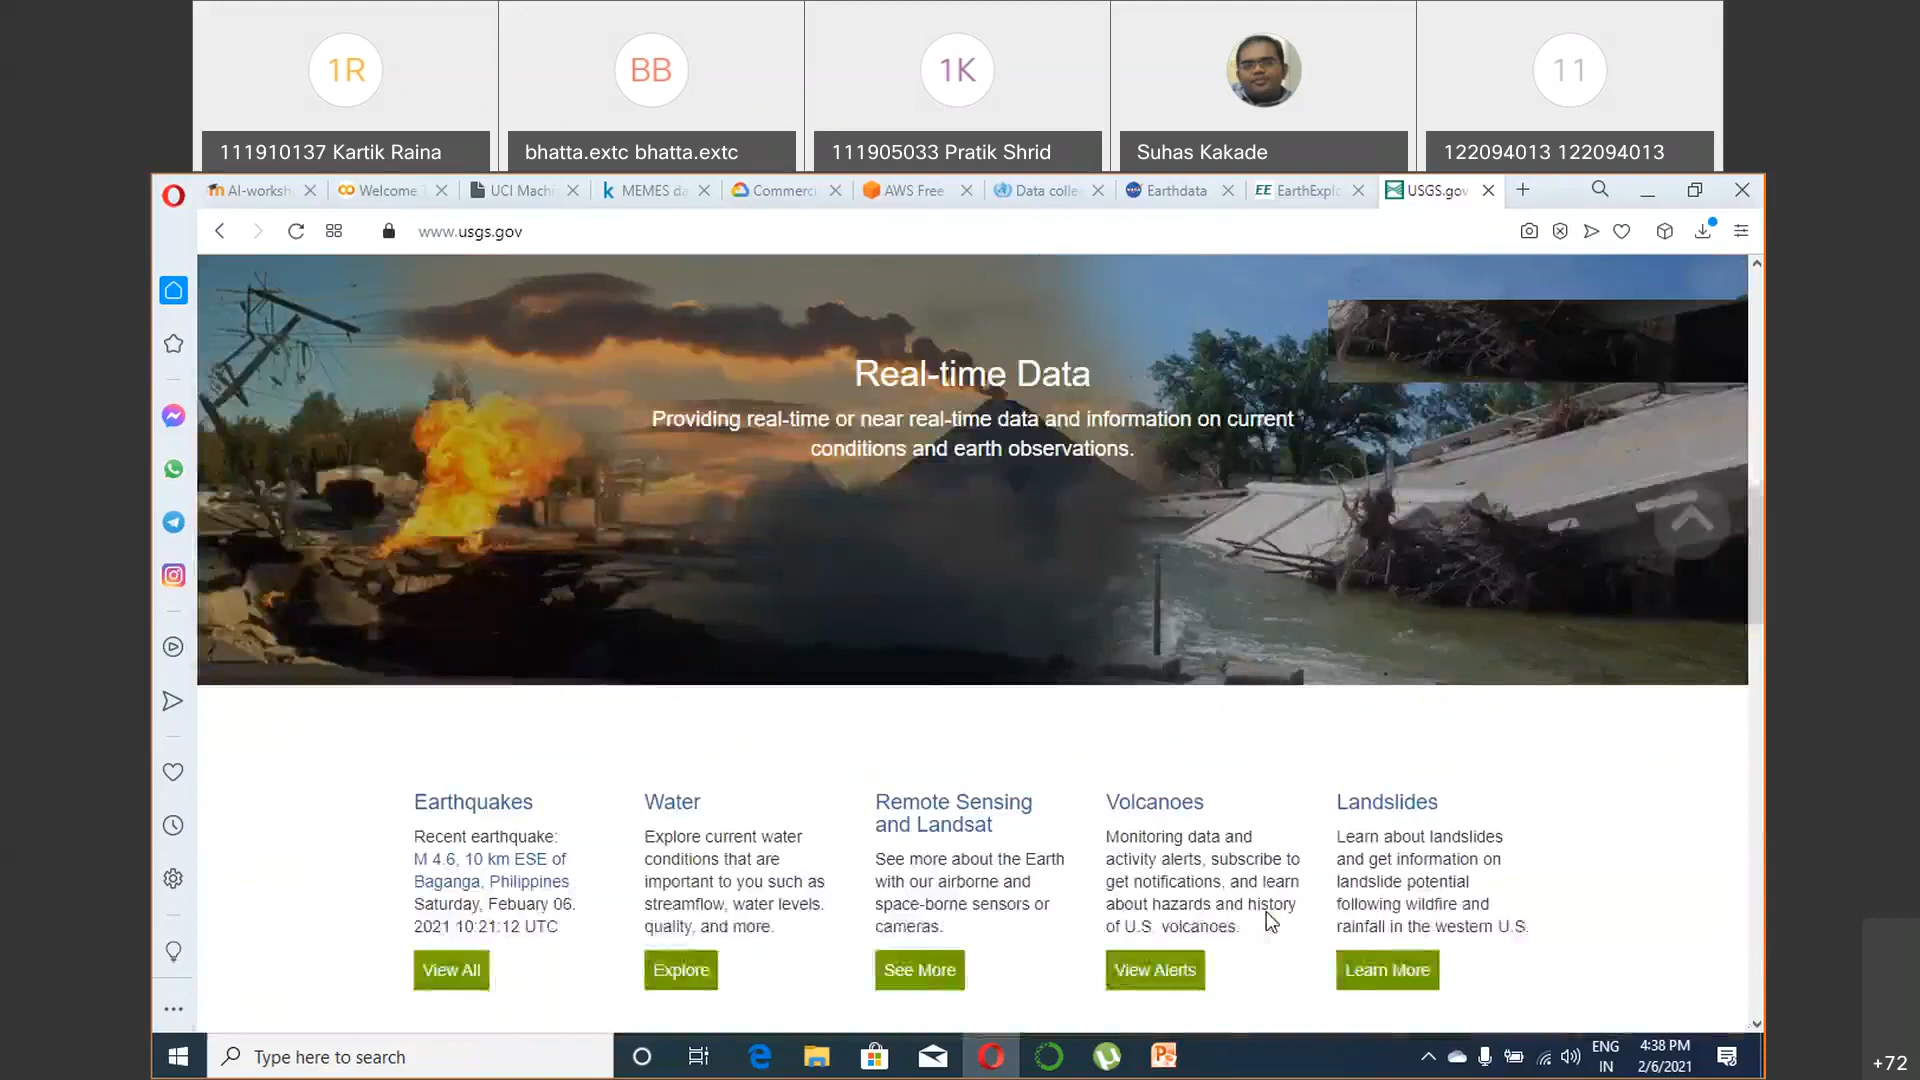 1R
BB
1K
11
111910137 Kartik Raina
bhatta.extc bhatta.extc
111905033 Pratik Shrid
Suhas Kakade
122094013 122094013
AI-worksh
Welcome
UCI Machi
MEMES da
Commerci
AWS Free
Data colle
Earthdata
EE EarthExplo
USGS.gov
www.usgs.gov
Real-time Data
Providing real-time or near real-time data and information on current
conditions and earth observations.
Earthquakes
Recent earthquake:
M 4.6, 10 km ESE of
Baganga, Philippines
Saturday, Febuary 06.
2021 10:21:12 UTC
View All
Water
Explore current water
conditions that are
important to you such as
streamflow, water levels.
quality, and more.
Explore
Remote Sensing
and Landsat
See more about the Earth
with our airborne and
space-borne sensors or
cameras.
See More
Volcanoes
Monitoring data and
activity alerts, subscribe to
get notifications, and learn
about hazards and history
of U.S. volcanoes.
View Alerts
Landslides
Learn about landslides
and get information on
landslide potential
following wildfire and
rainfall in the western U.S.
Learn More
Type here to search
ENG
IN
4:38 PM
2/6/2021
+72